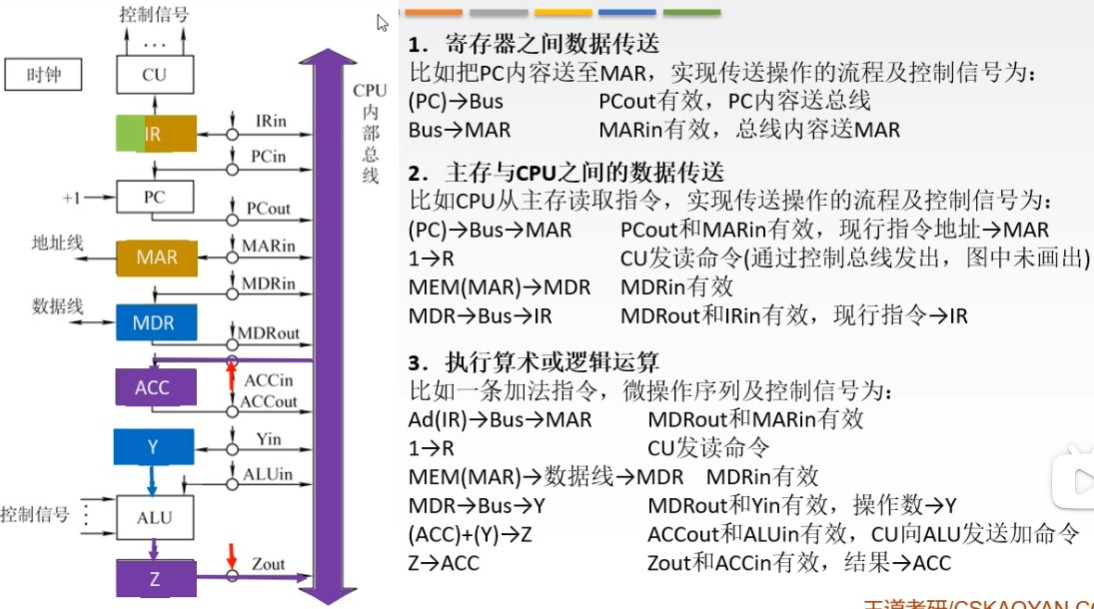 控制信号
...
CU
时钟
CPU内部总线
IR
IRin
PCin
+1
PC
PCout
地址线
MAR
MARin
MDRin
数据线
MDR
MDRout
ACC
ACCin
ACCout
Y
Yin
ALUin
控制信号
ALU
Z
Zout
1. 寄存器之间数据传送
比如把PC内容送至MAR,实现传送操作的流程及控制信号为:
(PC)→Bus PCout有效,PC内容送总线
Bus→MAR MARin有效,总线内容送MAR
2. 主存与CPU之间的数据传送
比如CPU从主存读取指令,实现传送操作的流程及控制信号为:
(PC)→Bus→MAR PCout和MARin有效,现行指令地址→MAR
1→R CU发读命令(通过控制总线发出,图中未画出)
MEM(MAR)→MDR MDRin有效
MDR→Bus→IR MDRout和IRin有效,现行指令→IR
3. 执行算术或逻辑运算
比如一条加法指令,微操作序列及控制信号为:
Ad(IR)→Bus→MAR MDRout和MARin有效
1→R CU发读命令
MEM(MAR)→数据线→MDR MDRin有效
MDR→Bus→Y MDRout和Yin有效,操作数→Y
(ACC)+(Y)→Z ACCout和ALUin有效,CU向ALU发送加命令
Z→ACC Zout和ACCin有效,结果→ACC
王道考研/CSKAOYAN.CO